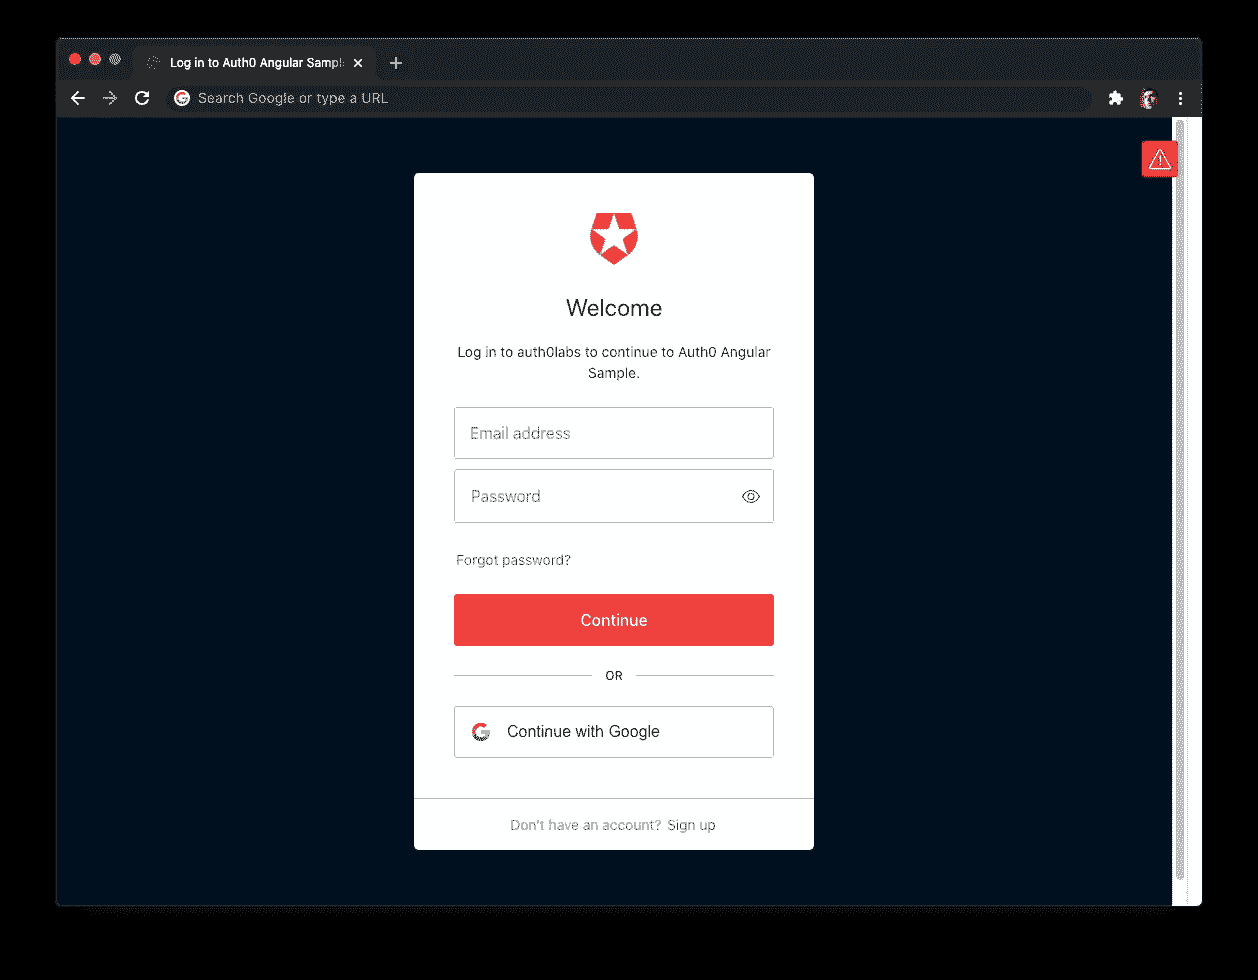 Log in to Auth0 Angular Sampl
Search Google or type a URL
Welcome
Log in to auth0labs to continue to Auth0 Angular
Sample.
Email address
Password
Forgot password?
Continue
OR
Continue with Google
Don't have an account? Sign up